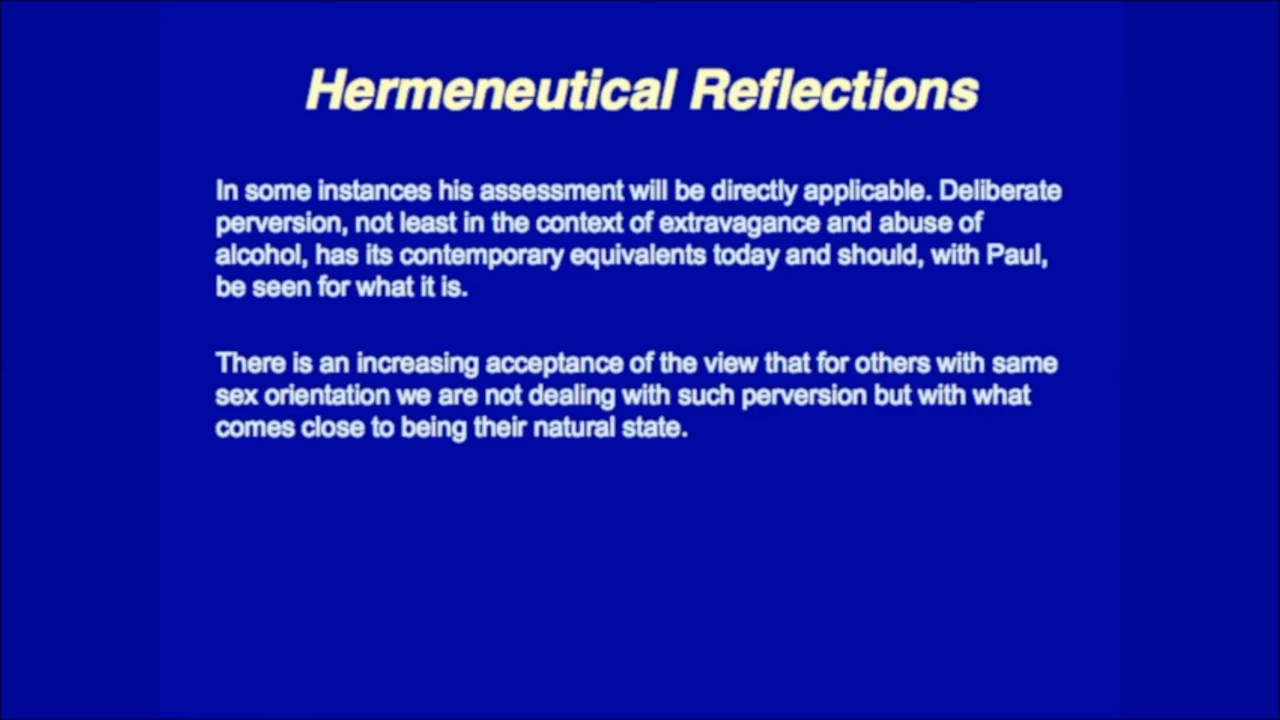 Hermeneutical Reflections
In some instances his assessment will be directly applicable. Deliberate
perversion, not least in the context of extravagance and abuse of
alcohol, has its contemporary equivalents today and should, with Paul,
be seen for what it is.
There is an increasing acceptance of the view that for others with same
sex orientation we are not dealing with such perversion but with what
comes close to being their natural state.